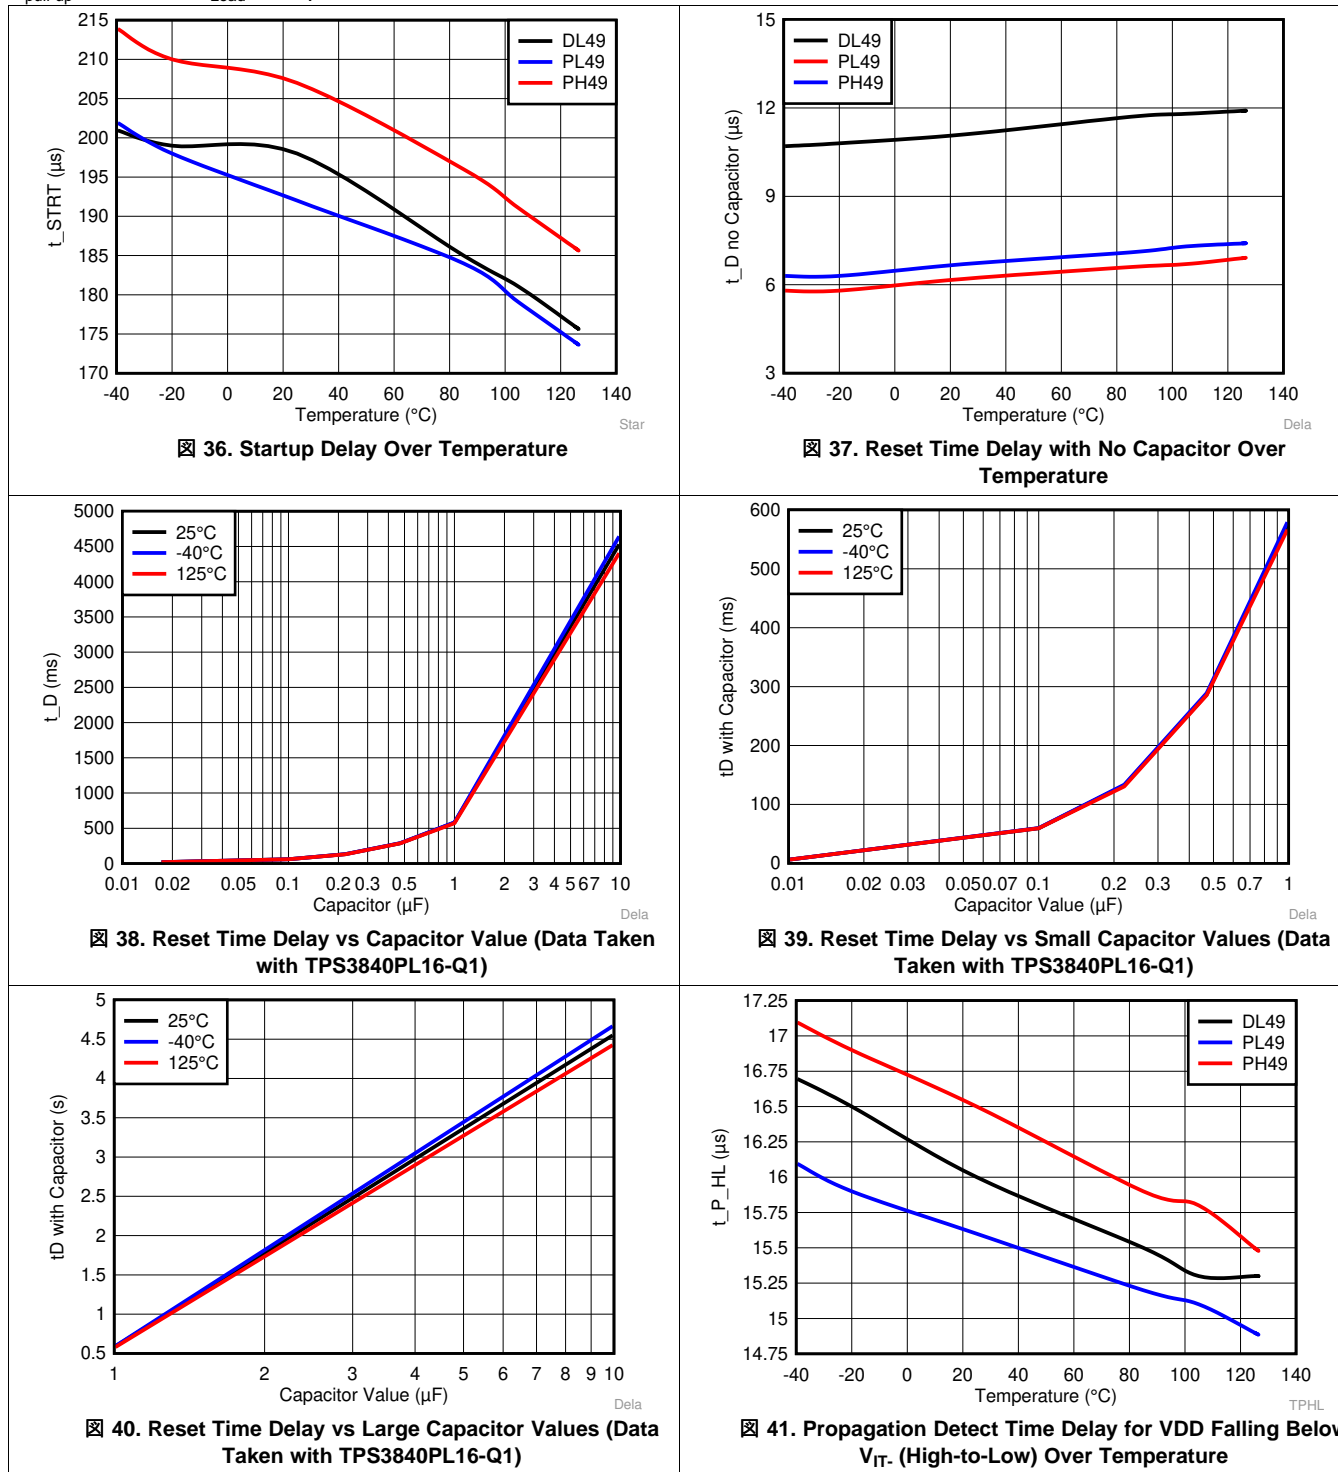 215
210
205
200
195
190
185
180
175
170
t_STRT (µs)
DL49
PL49
PH49
-40 -20 0 20 40 60 80 100 120 140
Temperature (°C)
Star
図 36. Startup Delay Over Temperature
15
12
9
6
3
t_D no Capacitor (µs)
DL49
PL49
PH49
-40 -20 0 20 40 60 80 100 120 140
Temperature (°C)
Dela
図 37. Reset Time Delay with No Capacitor Over
Temperature
5000
4500
4000
3500
3000
2500
2000
1500
1000
500
0
t_D (ms)
25°C
-40°C
125°C
0.01 0.02 0.05 0.1 0.2 0.3 0.5 1 2 3 4 5 6 7 10
Capacitor (µF)
Dela
図 38. Reset Time Delay vs Capacitor Value (Data Taken
with TPS3840PL16-Q1)
600
500
400
300
200
100
0
tD with Capacitor (ms)
25°C
-40°C
125°C
0.01 0.02 0.03 0.05 0.07 0.1 0.2 0.3 0.5 0.7 1
Capacitor Value (µF)
Dela
図 39. Reset Time Delay vs Small Capacitor Values (Data
Taken with TPS3840PL16-Q1)
5
4.5
4
3.5
3
2.5
2
1.5
1
0.5
tD with Capacitor (s)
25°C
-40°C
125°C
1 2 3 4 5 6 7 8 9 10
Capacitor Value (µF)
Dela
図 40. Reset Time Delay vs Large Capacitor Values (Data
Taken with TPS3840PL16-Q1)
17.25
17
16.75
16.5
16.25
16
15.75
15.5
15.25
15
14.75
t_P_HL (µs)
DL49
PL49
PH49
-40 -20 0 20 40 60 80 100 120 140
Temperature (°C)
TPHL
図 41. Propagation Detect Time Delay for VDD Falling Below
VIT- (High-to-Low) Over Temperature